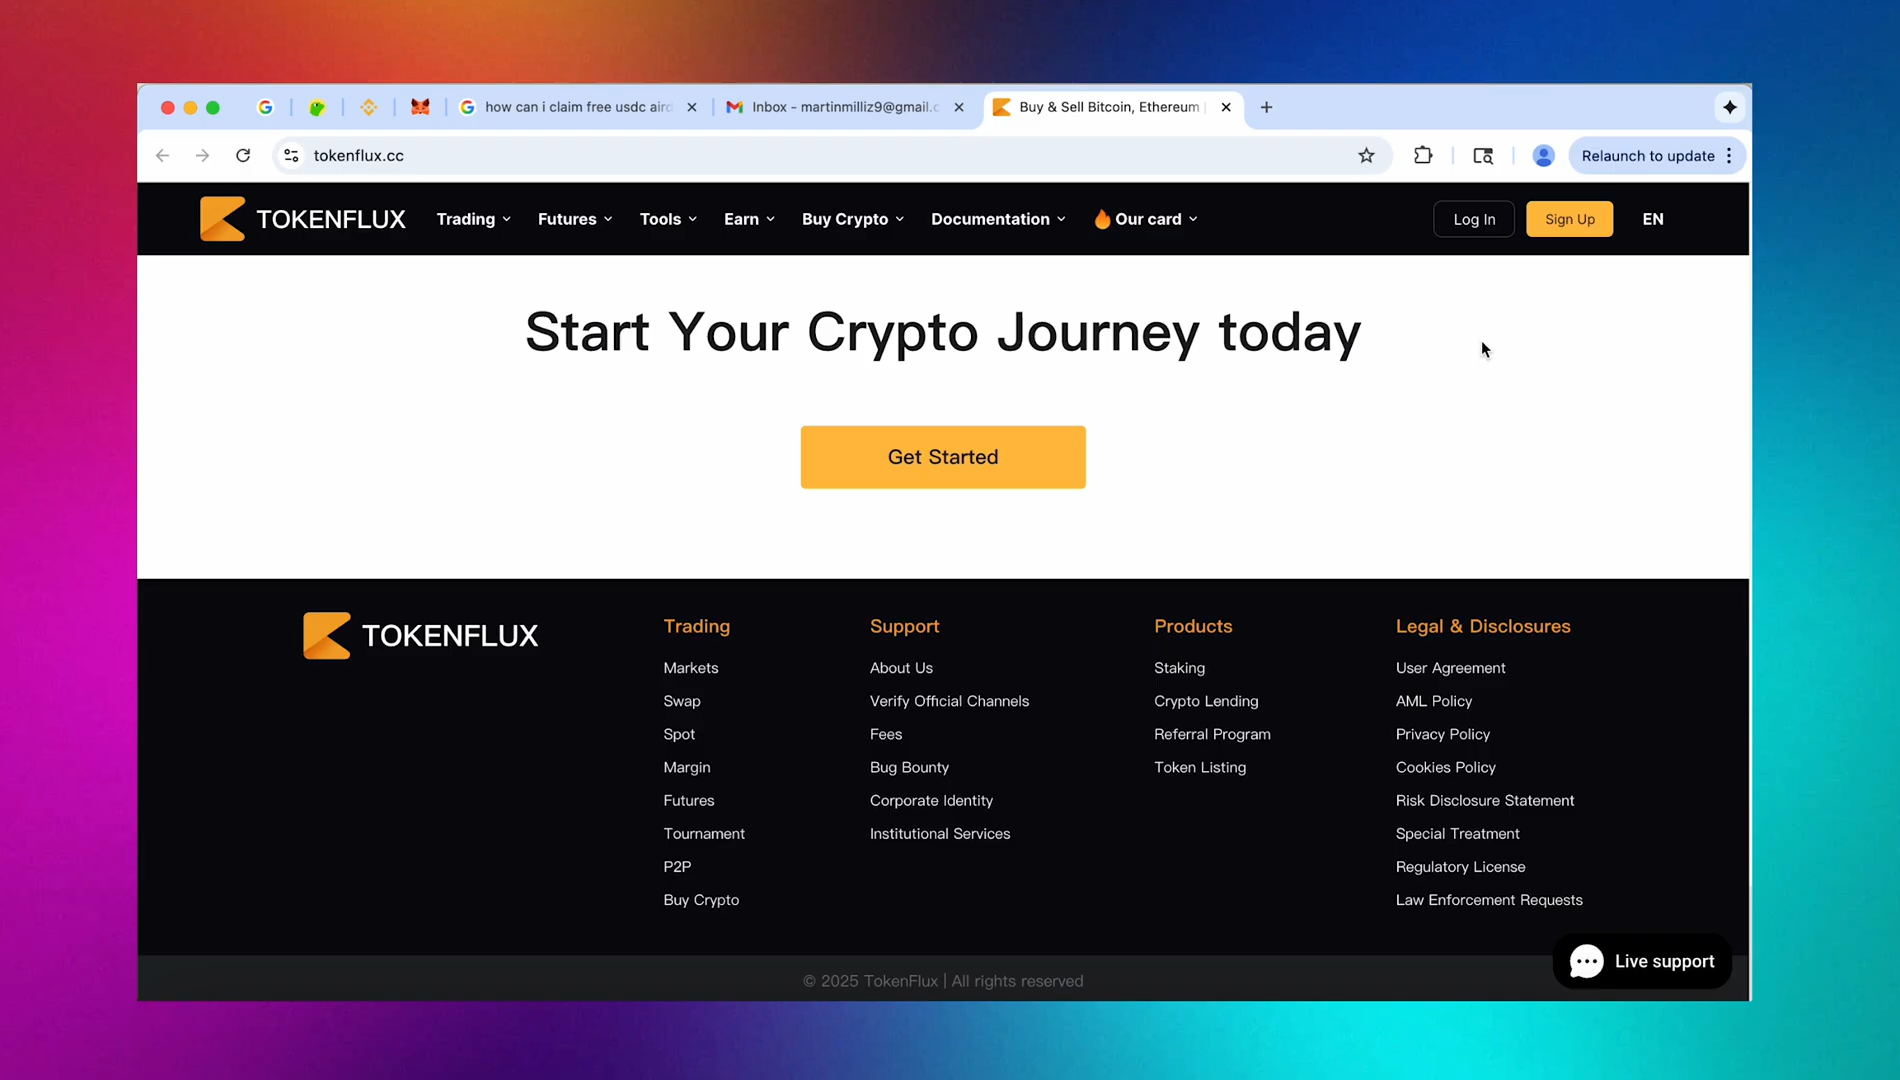 how can i claim free usdc aird
Inbox - martinmilliz9@gmail.c
Buy & Sell Bitcoin, Ethereum |
tokenflux.cc
Relaunch to update
TOKENFLUX
Trading
Futures
Tools
Earn
Buy Crypto
Documentation
Our card
Log In
Sign Up
EN
Start Your Crypto Journey today
Get Started
TOKENFLUX
Trading
Markets
Swap
Spot
Margin
Futures
Tournament
P2P
Buy Crypto
Support
About Us
Verify Official Channels
Fees
Bug Bounty
Corporate Identity
Institutional Services
Products
Staking
Crypto Lending
Referral Program
Token Listing
Legal & Disclosures
User Agreement
AML Policy
Privacy Policy
Cookies Policy
Risk Disclosure Statement
Special Treatment
Regulatory License
Law Enforcement Requests
Live support
© 2025 TokenFlux | All rights reserved